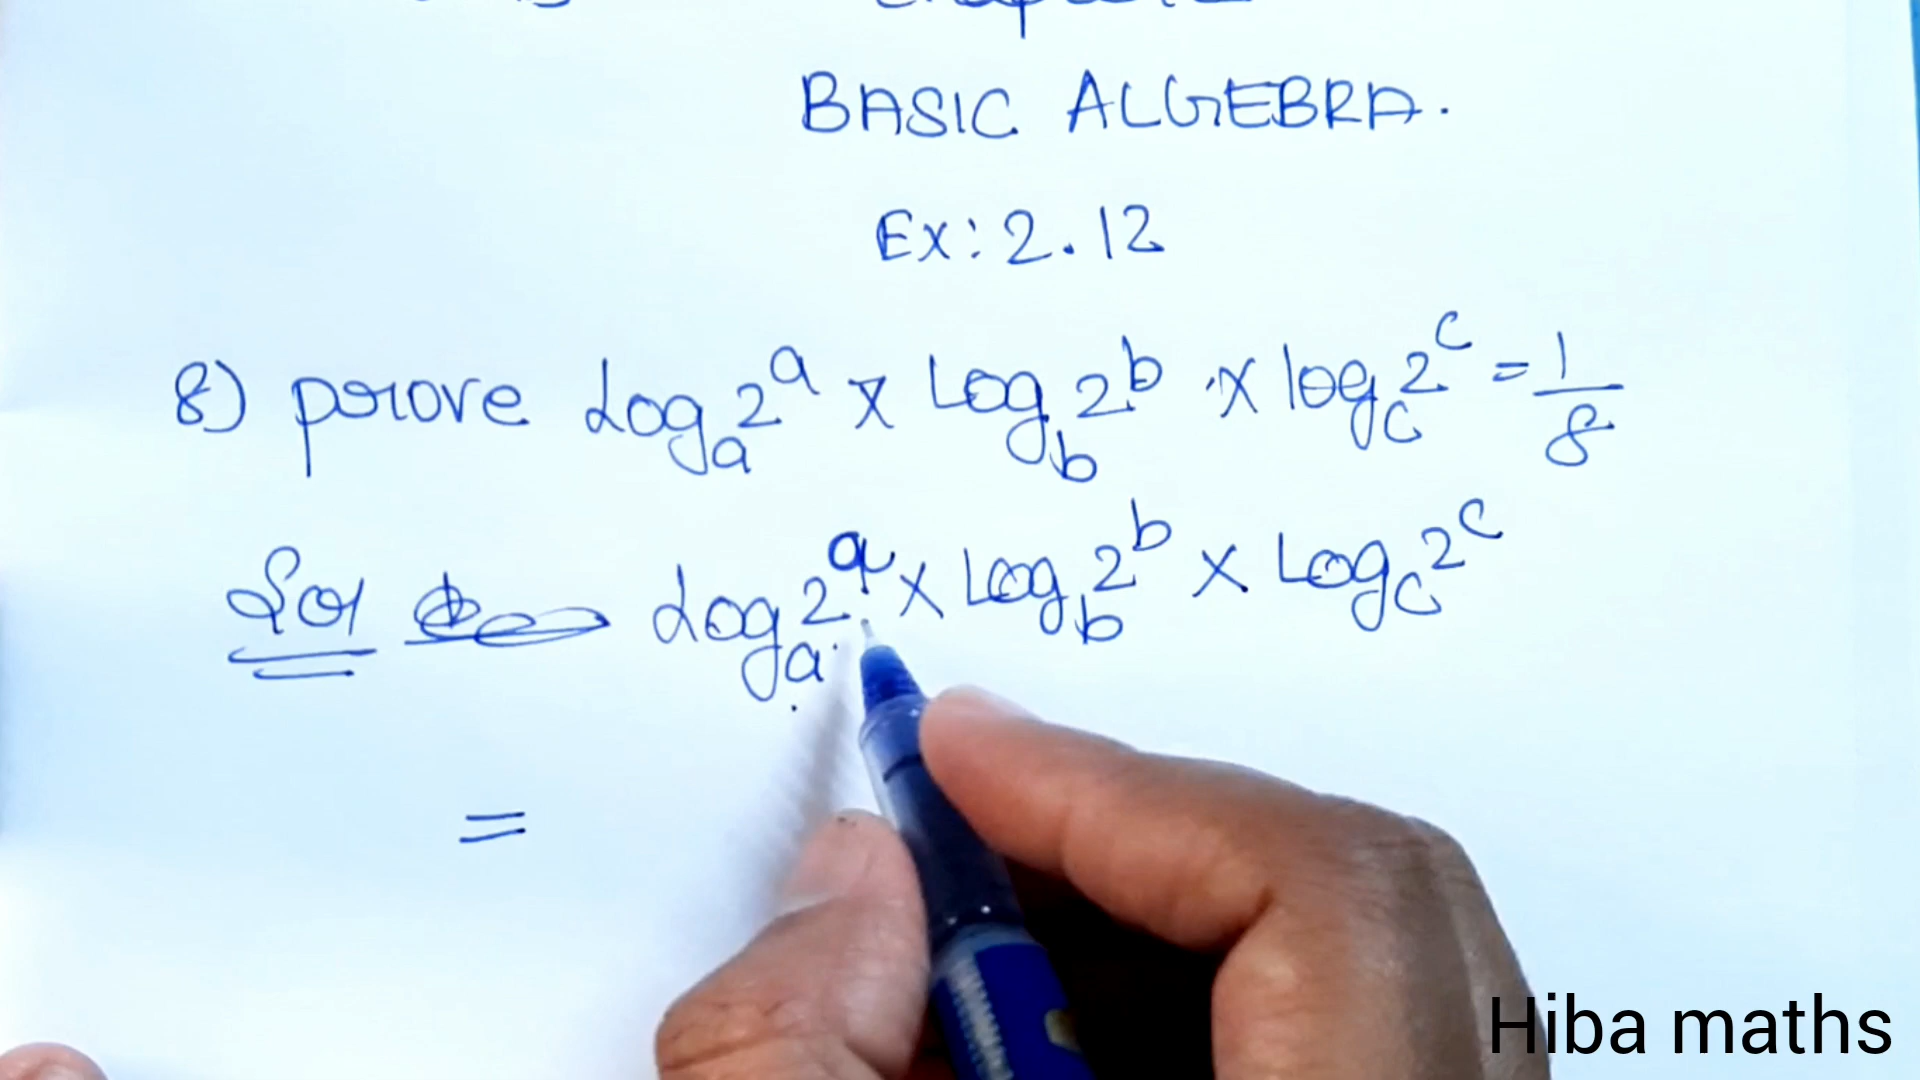 BASIC ALGEBRA.
Ex: 2.12
8) prove Log_a 2^a x Log_b 2^b x log_c 2^c = 1/8
Sol Log_a 2^a x Log_b 2^b x Log_c 2^c
=
Hiba maths